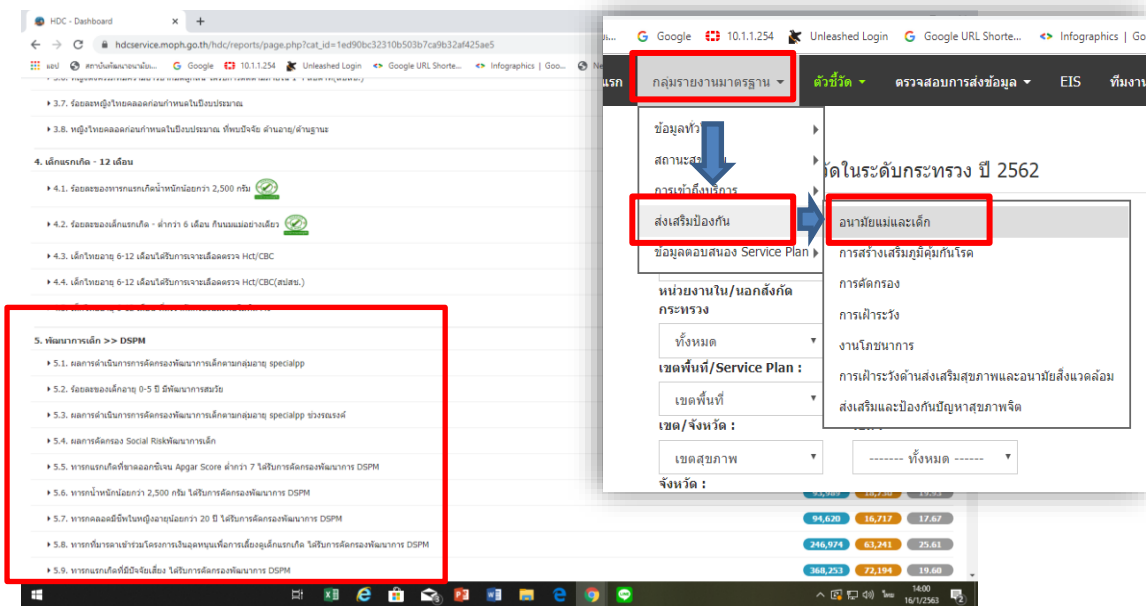 HDC - Dashboard
hdcservice.moph.go.th/hdc/reports/page.php?cat_id=1ed90bc32310b503b7ca9b32af425ae5
แอป สถาบันพัฒนาอนามัย... Google 10.1.1.254 Unleashed Login Google URL Shorte... Infographics | Goo...
3.7. ร้อยละหญิงไทยคลอดก่อนกำหนดในปีงบประมาณ
3.8. หญิงไทยคลอดก่อนกำหนดในปีงบประมาณ ที่พบปัจจัย ด้านอายุ/ด้านฐานะ
4. เด็กแรกเกิด - 12 เดือน
4.1. ร้อยละของทารกแรกเกิดน้ำหนักน้อยกว่า 2,500 กรัม
4.2. ร้อยละของเด็กแรกเกิด - ต่ำกว่า 6 เดือน กินนมแม่อย่างเดียว
4.3. เด็กไทยอายุ 6-12 เดือนได้รับการเจาะเลือดตรวจ Hct/CBC
4.4. เด็กไทยอายุ 6-12 เดือนได้รับการเจาะเลือดตรวจ Hct/CBC(สปสช.)
5. พัฒนาการเด็ก >> DSPM
5.1. ผลการดำเนินการการคัดกรองพัฒนาการเด็กตามกลุ่มอายุ specialpp
5.2. ร้อยละของเด็กอายุ 0-5 ปี มีพัฒนาการสมวัย
5.3. ผลการดำเนินการการคัดกรองพัฒนาการเด็กตามกลุ่มอายุ specialpp ช่วงรณรงค์
5.4. ผลการคัดกรอง Social Riskพัฒนาการเด็ก
5.5. ทารกแรกเกิดที่ขาดออกซิเจน Apgar Score ต่ำกว่า 7 ได้รับการคัดกรองพัฒนาการ DSPM
5.6. ทารกน้ำหนักน้อยกว่า 2,500 กรัม ได้รับการคัดกรองพัฒนาการ DSPM
5.7. ทารกคลอดมีชีพในหญิงอายุน้อยกว่า 20 ปี ได้รับการคัดกรองพัฒนาการ DSPM
94,620 16,717 17.67
5.8. ทารกที่มารดาเข้าร่วมโครงการเงินอุดหนุนเพื่อการเลี้ยงดูเด็กแรกเกิด ได้รับการคัดกรองพัฒนาการ DSPM
246,974 63,241 25.61
5.9. ทารกแรกเกิดที่มีปัจจัยเสี่ยง ได้รับการคัดกรองพัฒนาการ DSPM
368,253 72,194 19.60
ไทย 14:00
16/1/2563
Google 10.1.1.254 Unleashed Login Google URL Shorte... Infographics | Go
แรก กลุ่มรายงานมาตรฐาน ตัวชี้วัด ตรวจสอบการส่งข้อมูล EIS ทีมงาน
การเข้าถึงบริการ
ส่งเสริมป้องกัน
ข้อมูลตอบสนอง Service Plan
วัดในระดับกระทรวง ปี 2562
อนามัยแม่และเด็ก
การสร้างเสริมภูมิคุ้มกันโรค
การคัดกรอง
การเฝ้าระวัง
งานโภชนาการ
การเฝ้าระวังด้านส่งเสริมสุขภาพและอนามัยสิ่งแวดล้อม
ส่งเสริมและป้องกันปัญหาสุขภาพจิต
หน่วยงานใน/นอกสังกัด
กระทรวง
ทั้งหมด
เขตพื้นที่/Service Plan :
เขตพื้นที่
เขต/จังหวัด :
เขตสุขภาพ
------- ทั้งหมด ------
จังหวัด :